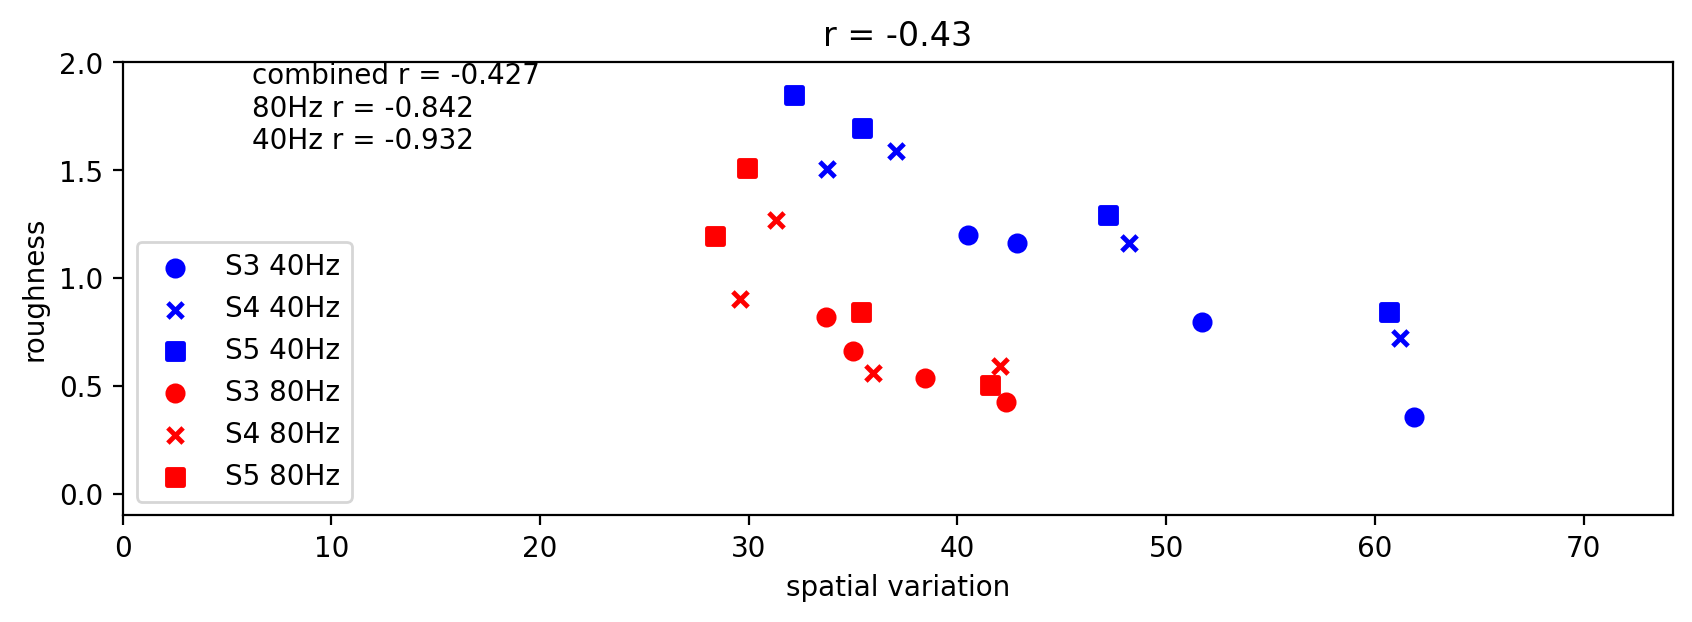 r = -0.43
combined r = -0.427
80Hz r = -0.842
40Hz r = -0.932
roughness
2.0
1.5
1.0
0.5
0.0
S3 40Hz
S4 40Hz
S5 40Hz
S3 80Hz
S4 80Hz
S5 80Hz
0 10 20 30 40 50 60 70
spatial variation